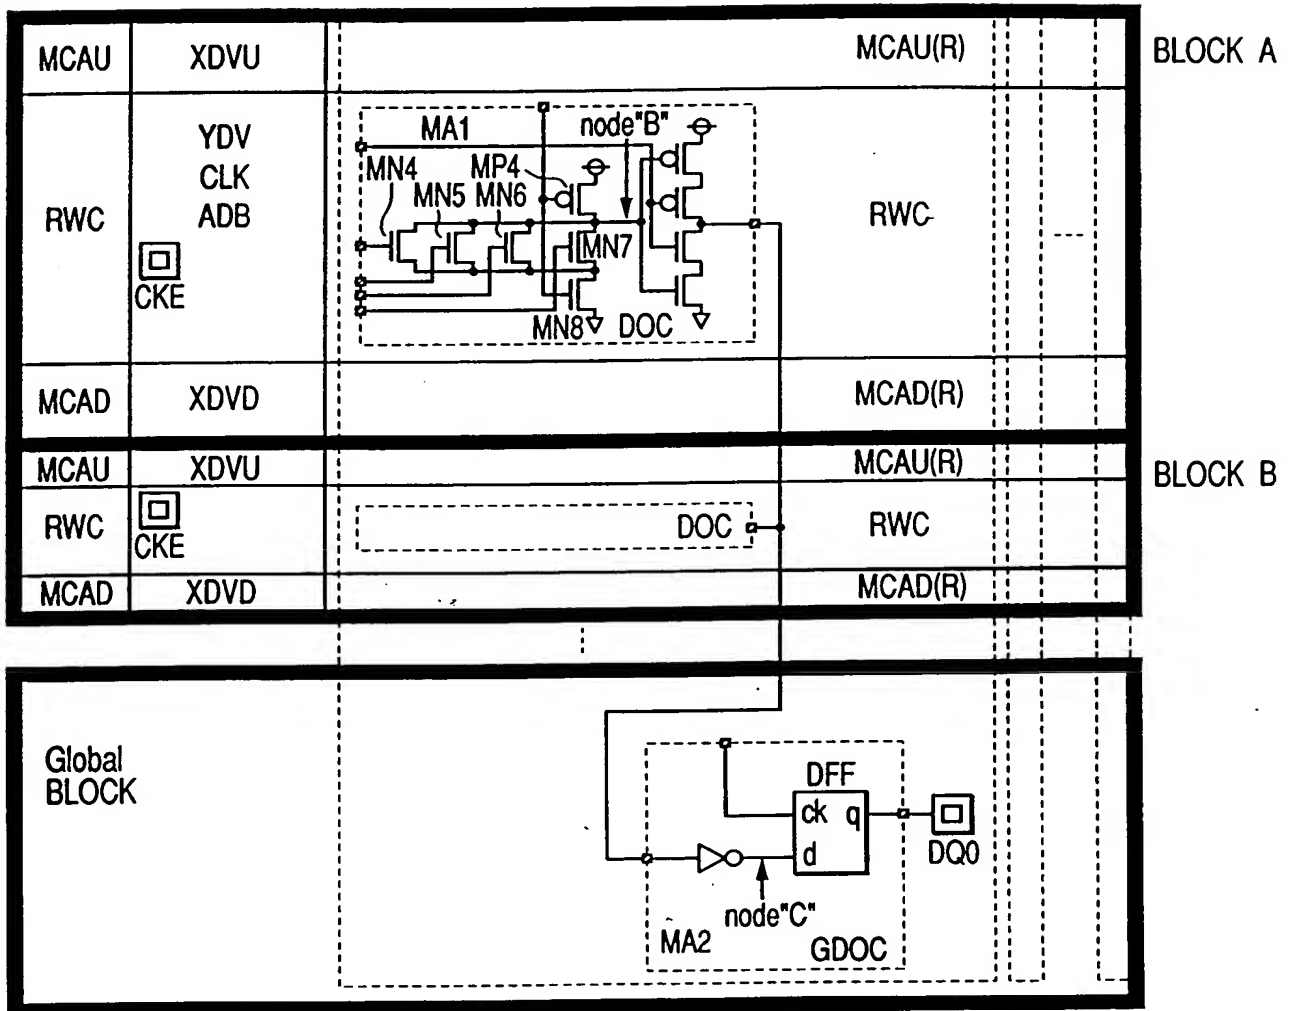 MCAU XDVU MCAU(R) BLOCK A
RWC
YDV
CLK
ADB
CKE
MA1
node"B"
MN4
MP4
MN5 MN6
MN7
MN8
DOC
RWC
MCAD XDVD MCAD(R)
MCAU XDVU MCAU(R)
BLOCK B
RWC
CKE
DOC
RWC
MCAD XDVD MCAD(R)
Global
BLOCK
DFF
ck q
d
DQ0
node"C"
MA2
GDOC